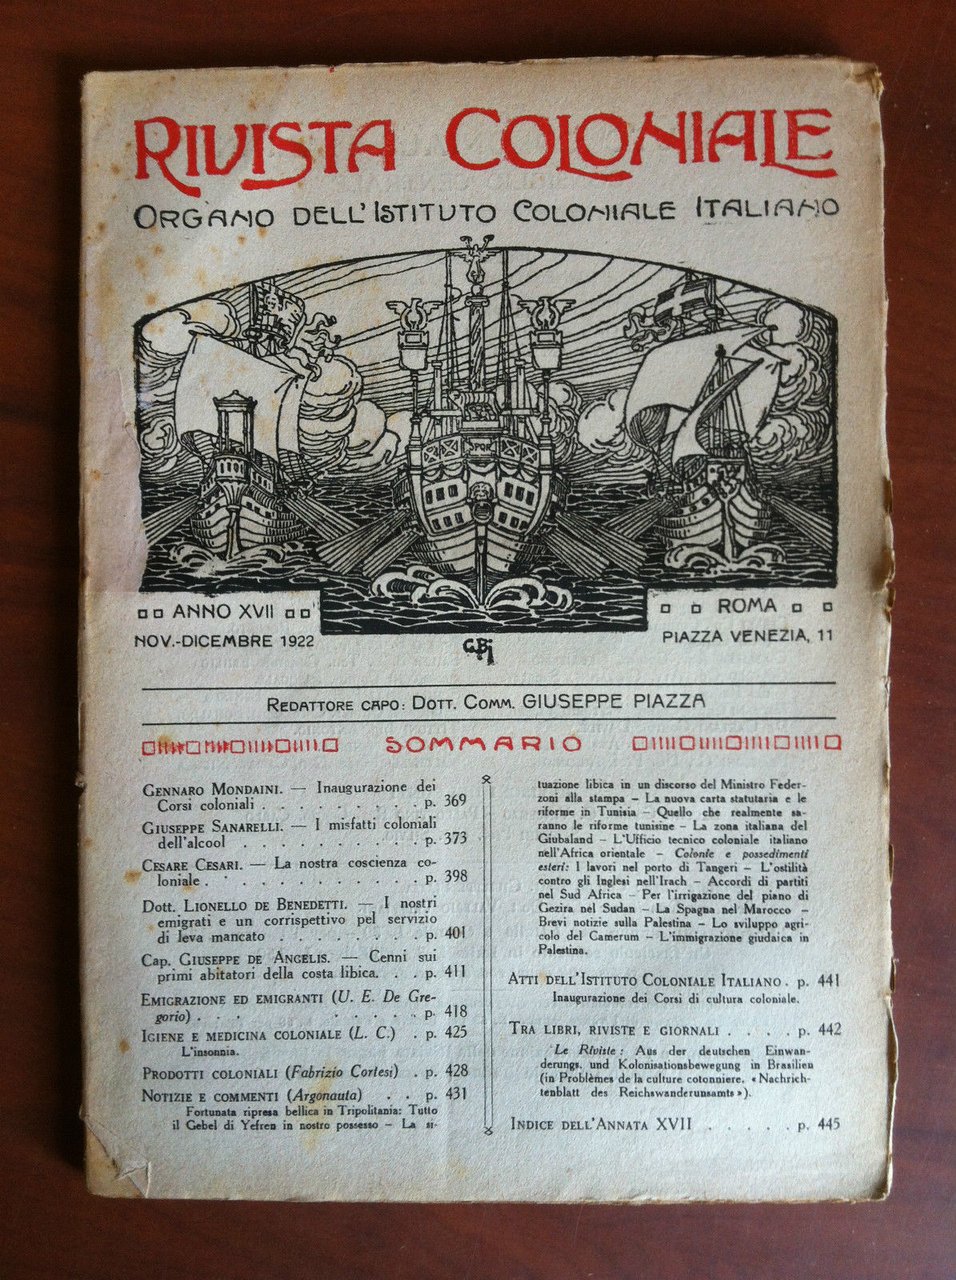 RIVISTA COLONIALE
ORGANO DELL'ISTITUTO COLONIALE ITALIANO
SPQR
ANNO XVII
NOV.-DICEMBRE 1922
ROMA
PIAZZA VENEZIA, 11
REDATTORE CAPO: DOTT. COMM. GIUSEPPE PIAZZA
SOMMARIO
GENNARO MONDAINI. — Inaugurazione dei
Corsi coloniali . . . . . . . . . p. 369
GIUSEPPE SANARELLI. — I misfatti coloniali
dell'alcool . . . . . . . . . . p. 373
CESARE CESARI. — La nostra coscienza co-
loniale . . . . . . . . . . . p. 398
DOTT. LIONELLO DE BENEDETTI. — I nostri
emigrati e un corrispettivo pel servizio
di leva mancato . . . . . . . p. 401
CAP. GIUSEPPE DE ANGELIS. — Cenni sui
primi abitatori della costa libica. . . p. 411
EMIGRAZIONE ED EMIGRANTI (U. E. De Gre-
gorio) . . . . . . . . p. 418
IGIENE E MEDICINA COLONIALE (L. C.) . p. 425
L'insonnia.
PRODOTTI COLONIALI (Fabrizio Cortesi) . p. 428
NOTIZIE E COMMENTI (Argonauta) . . p. 431
Fortunata ripresa bellica in Tripolitania: Tutto
il Gebel di Yefren in nostro possesso – La si-
tuazione libica in un discorso del Ministro Feder-
zoni alla stampa – La nuova carta statutaria e le
riforme in Tunisia – Quello che realmente sa-
ranno le riforme tunisine – La zona italiana del
Giubaland – L'Ufficio tecnico coloniale italiano
nell'Africa orientale – Colonie e possedimenti
esteri: I lavori nel porto di Tangeri – L'ostilità
contro gli Inglesi nell'Irach – Accordi di partiti
nel Sud Africa – Per l'irrigazione del piano di
Gezira nel Sudan – La Spagna nel Marocco –
Brevi notizie sulla Palestina – Lo sviluppo agri-
colo del Camerum – L'immigrazione giudaica in
Palestina.
ATTI DELL'ISTITUTO COLONIALE ITALIANO . p. 441
Inaugurazione dei Corsi di cultura coloniale.
TRA LIBRI, RIVISTE E GIORNALI . . . . p. 442
Le Riviste: Aus der deutschen Einwan-
derungs. und Kolonisationsbewegung in Brasilien
(in Problèmes de la culture cotonniere. «Nachrich-
tenblatt des Reichswanderunsamts»).
INDICE DELL'ANNATA XVII . . . . . p. 445